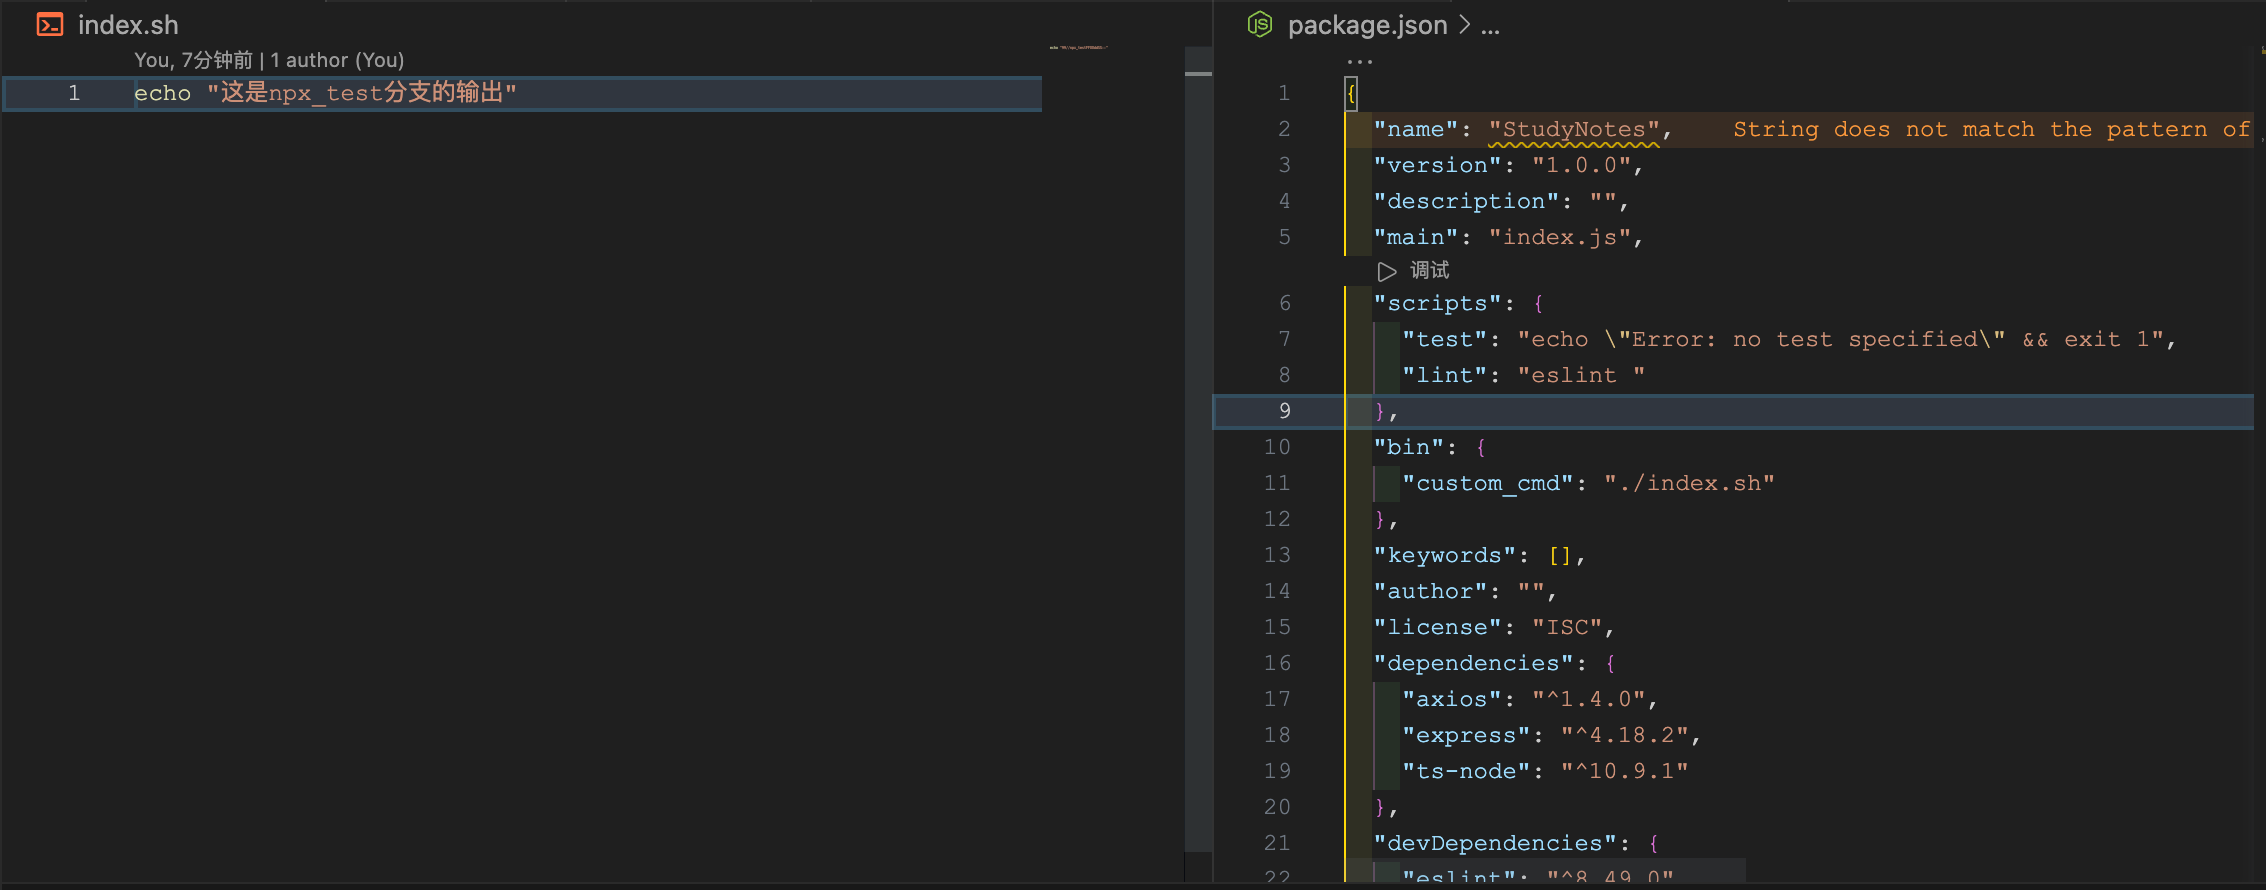 index.sh
You, 7分钟前 | 1 author (You)
1 echo "这是npx_test分支的输出"
package.json > ...
...
1 {
2 "name": "StudyNotes", String does not match the pattern of
3 "version": "1.0.0",
4 "description": "",
5 "main": "index.js",
调试
6 "scripts": {
7 "test": "echo \"Error: no test specified\" && exit 1",
8 "lint": "eslint "
9 },
10 "bin": {
11 "custom_cmd": "./index.sh"
12 },
13 "keywords": [],
14 "author": "",
15 "license": "ISC",
16 "dependencies": {
17 "axios": "^1.4.0",
18 "express": "^4.18.2",
19 "ts-node": "^10.9.1"
20 },
21 "devDependencies": {
22 "eslint": "^8.49.0"